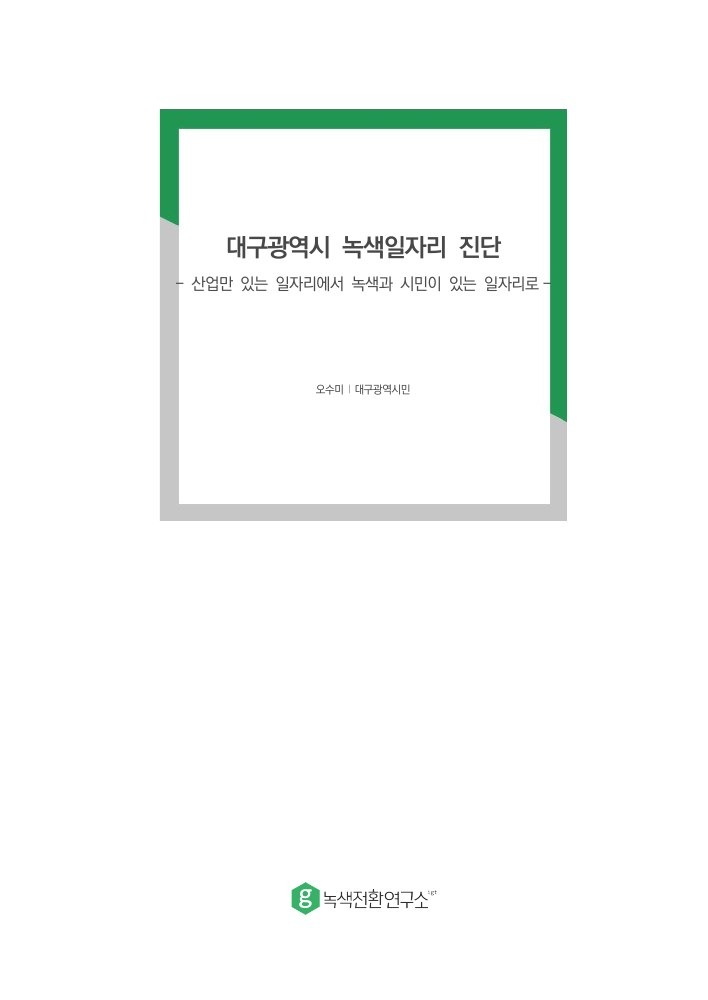 대구광역시 녹색일자리 진단
- 산업만 있는 일자리에서 녹색과 시민이 있는 일자리로 -
오수미 | 대구광역시민
g 녹색전환연구소 igt